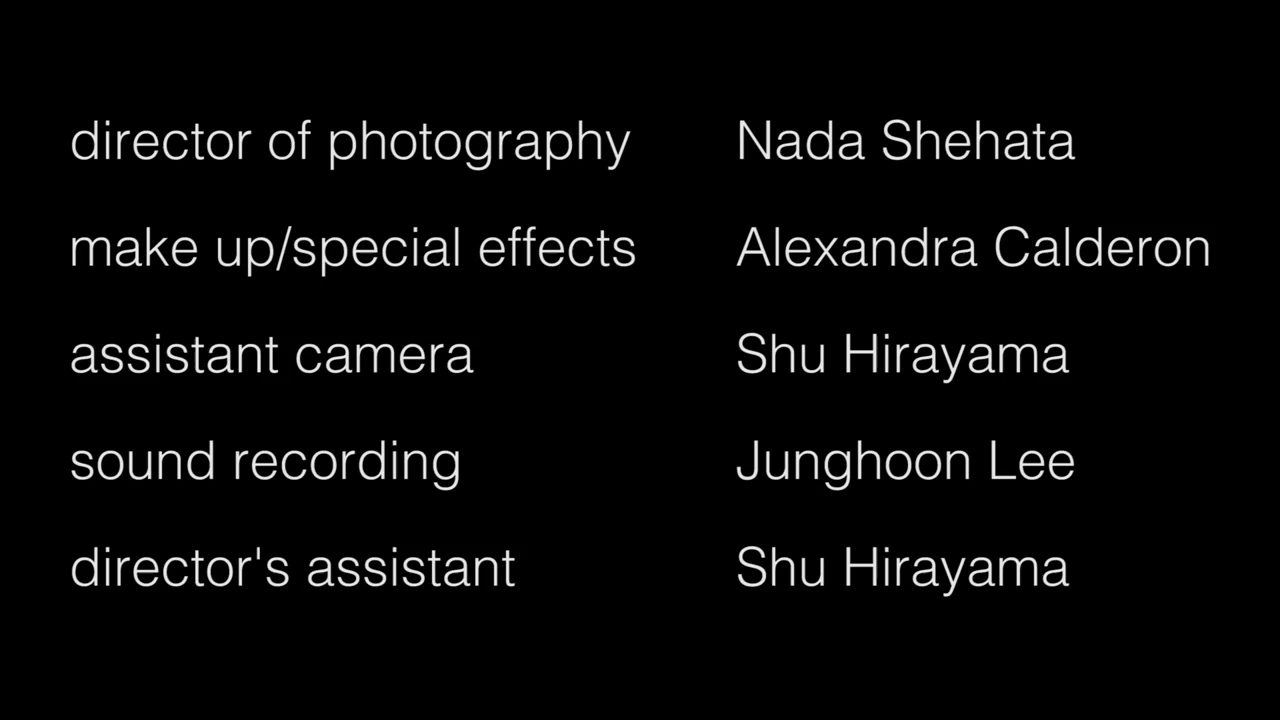 director of photography Nada Shehata
make up/special effects Alexandra Calderon
assistant camera Shu Hirayama
sound recording Junghoon Lee
director's assistant Shu Hirayama